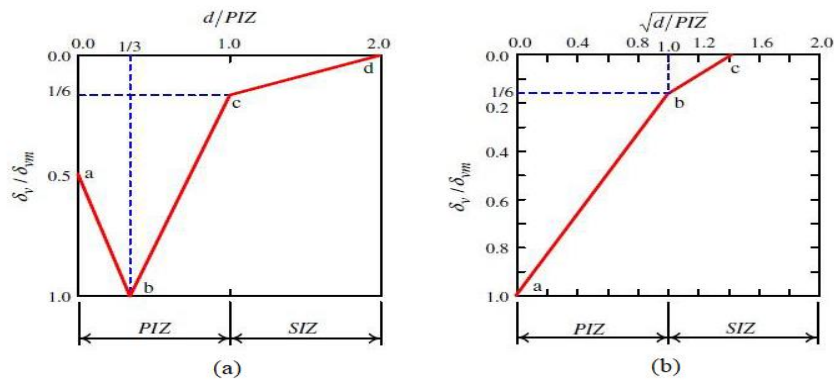 d/PIZ
0.0 1/3 1.0 2.0
0.0
1/6
0.5
1.0
δv/δvm
a
b
c
d
PIZ SIZ
(a)
√d/PIZ
0.0 0.4 0.8 1.0 1.2 1.6 2.0
0.0
1/6
0.2
0.4
0.6
0.8
1.0
δv/δvm
a
b
c
PIZ SIZ
(b)